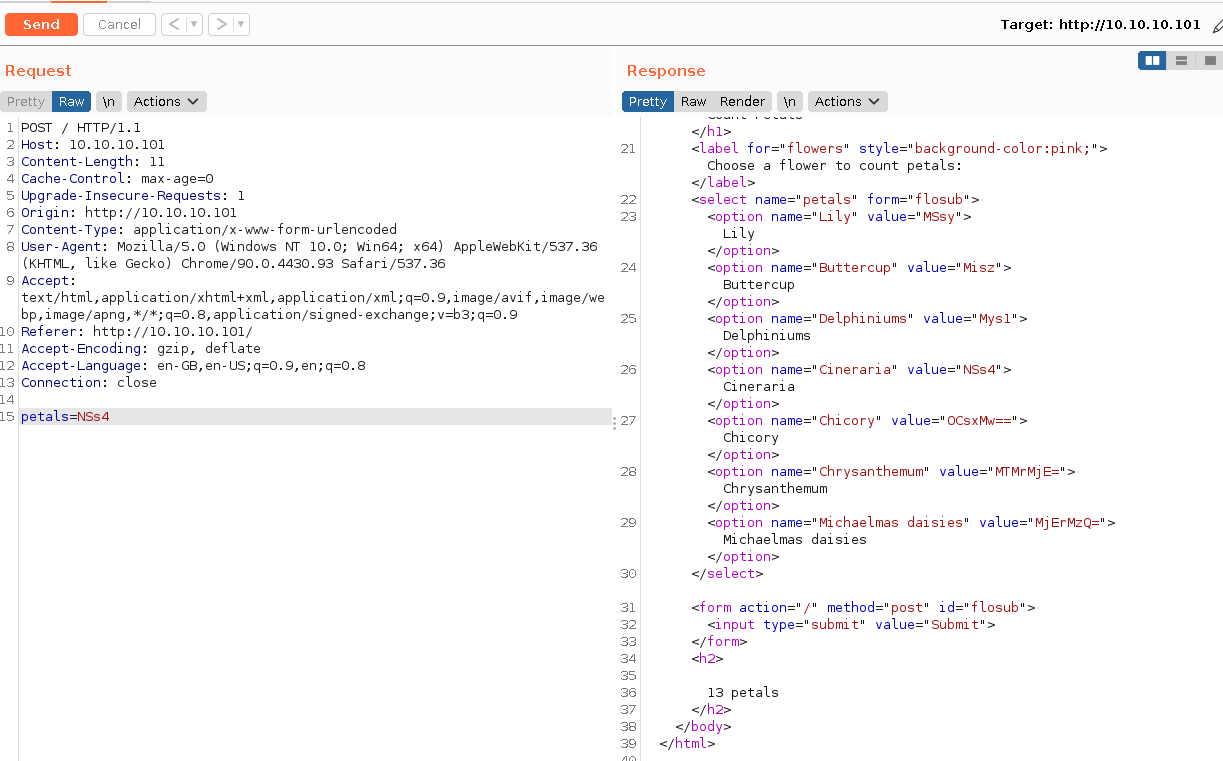 Send Cancel < ▾ > ▾ Target: http://10.10.10.101
Request
Pretty Raw \n Actions
1 POST / HTTP/1.1
2 Host: 10.10.10.101
3 Content-Length: 11
4 Cache-Control: max-age=0
5 Upgrade-Insecure-Requests: 1
6 Origin: http://10.10.10.101
7 Content-Type: application/x-www-form-urlencoded
8 User-Agent: Mozilla/5.0 (Windows NT 10.0; Win64; x64) AppleWebKit/537.36
(KHTML, like Gecko) Chrome/90.0.4430.93 Safari/537.36
9 Accept:
text/html,application/xhtml+xml,application/xml;q=0.9,image/avif,image/we
bp,image/apng,*/*;q=0.8,application/signed-exchange;v=b3;q=0.9
10 Referer: http://10.10.10.101/
11 Accept-Encoding: gzip, deflate
12 Accept-Language: en-GB,en-US;q=0.9,en;q=0.8
13 Connection: close
14
15 petals=NSs4
Response
Pretty Raw Render \n Actions
Count Petals
</h1>
21 <label for="flowers" style="background-color:pink;">
Choose a flower to count petals:
</label>
22 <select name="petals" form="flosub">
23 <option name="Lily" value="MSsy">
Lily
</option>
24 <option name="Buttercup" value="Misz">
Buttercup
</option>
25 <option name="Delphiniums" value="Mys1">
Delphiniums
</option>
26 <option name="Cineraria" value="NSs4">
Cineraria
</option>
27 <option name="Chicory" value="OCsxMw==">
Chicory
</option>
28 <option name="Chrysanthemum" value="MTMrMjE=">
Chrysanthemum
</option>
29 <option name="Michaelmas daisies" value="MjErMzQ=">
Michaelmas daisies
</option>
30 </select>
31 <form action="/" method="post" id="flosub">
32 <input type="submit" value="Submit">
33 </form>
34 <h2>
35
36 13 petals
37 </h2>
38 </body>
39 </html>
40